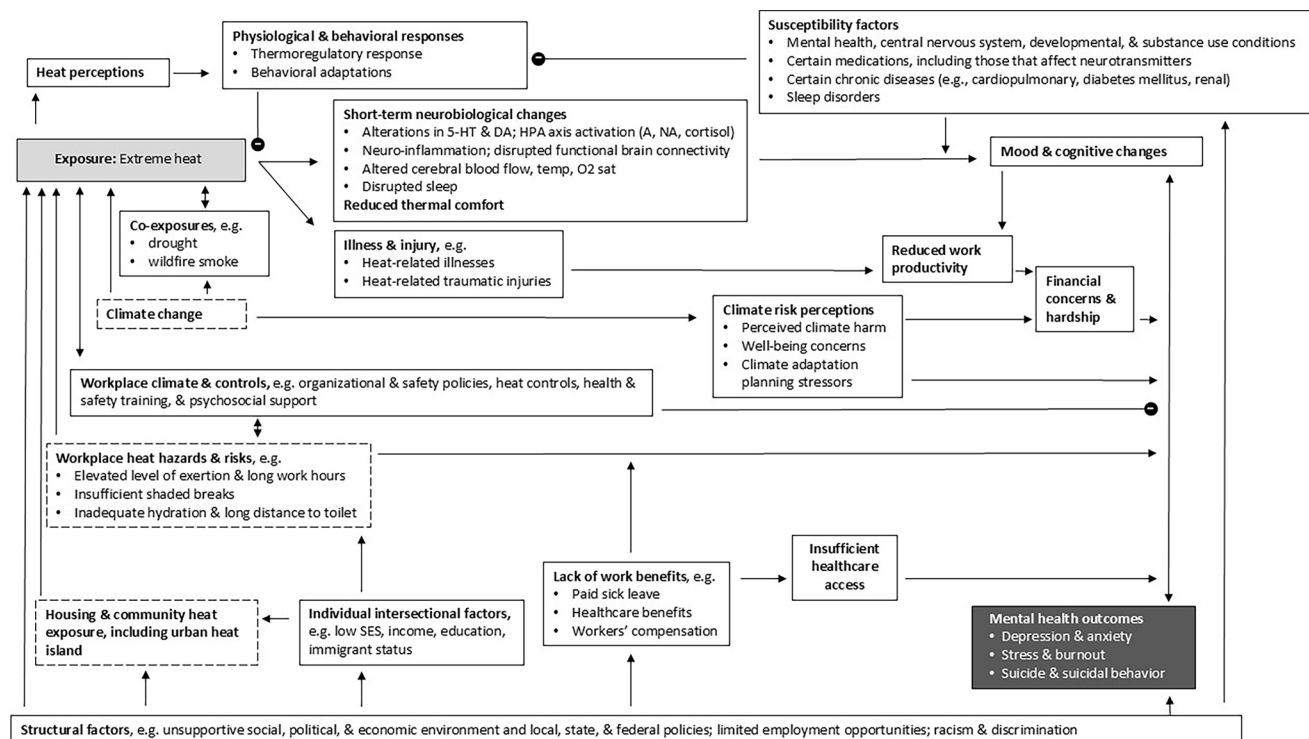 Physiological & behavioral responses
• Thermoregulatory response
• Behavioral adaptations
Susceptibility factors
• Mental health, central nervous system, developmental, & substance use conditions
• Certain medications, including those that affect neurotransmitters
• Certain chronic diseases (e.g., cardiopulmonary, diabetes mellitus, renal)
• Sleep disorders
Heat perceptions
Short-term neurobiological changes
• Alterations in 5-HT & DA; HPA axis activation (A, NA, cortisol)
• Neuro-inflammation; disrupted functional brain connectivity
• Altered cerebral blood flow, temp, O2 sat
• Disrupted sleep
Reduced thermal comfort
Exposure: Extreme heat
Mood & cognitive changes
Co-exposures, e.g.
• drought
• wildfire smoke
Illness & injury, e.g.
• Heat-related illnesses
• Heat-related traumatic injuries
Reduced work
productivity
Financial
concerns &
hardship
Climate change
Climate risk perceptions
• Perceived climate harm
• Well-being concerns
• Climate adaptation
planning stressors
Workplace climate & controls, e.g. organizational & safety policies, heat controls, health &
safety training, & psychosocial support
Workplace heat hazards & risks, e.g.
• Elevated level of exertion & long work hours
• Insufficient shaded breaks
• Inadequate hydration & long distance to toilet
Insufficient
healthcare
access
Lack of work benefits, e.g.
• Paid sick leave
• Healthcare benefits
• Workers' compensation
Housing & community heat
exposure, including urban heat
island
Individual intersectional factors,
e.g. low SES, income, education,
immigrant status
Mental health outcomes
• Depression & anxiety
• Stress & burnout
• Suicide & suicidal behavior
Structural factors, e.g. unsupportive social, political, & economic environment and local, state, & federal policies; limited employment opportunities; racism & discrimination